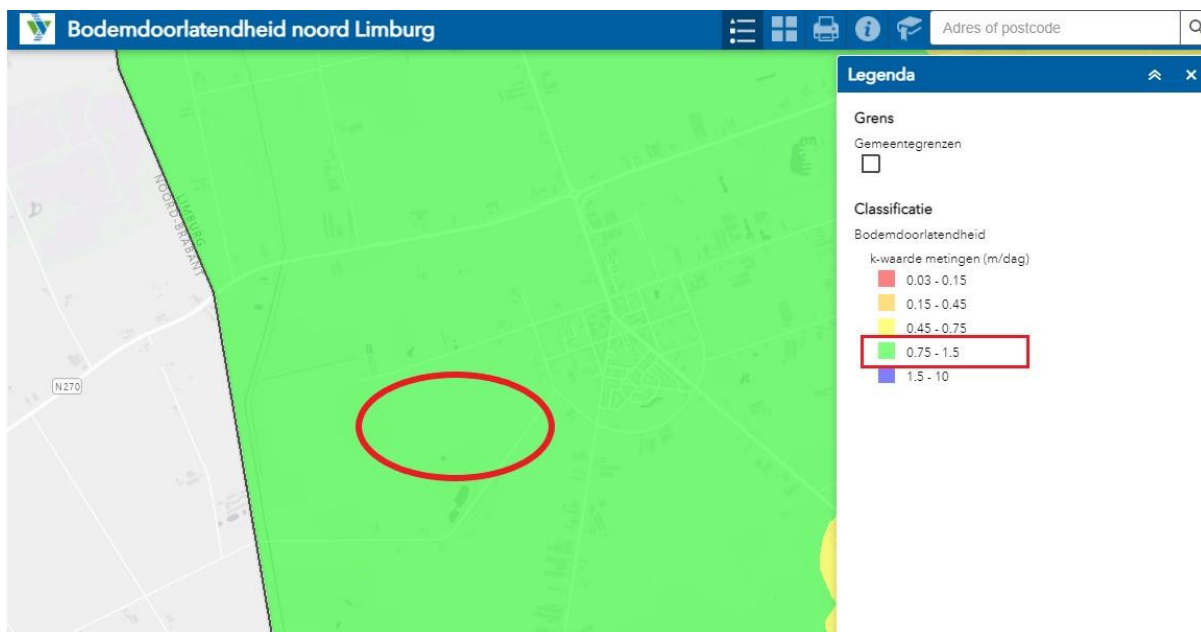 Bodemdoorlatendheid noord Limburg
Adres of postcode
Legenda
Grens
Gemeentegrenzen
Classificatie
Bodemdoorlatendheid
k-waarde metingen (m/dag)
0.03 - 0.15
0.15 - 0.45
0.45 - 0.75
0.75 - 1.5
1.5 - 10
LIMBURG
NOORD-BRABANT
N270